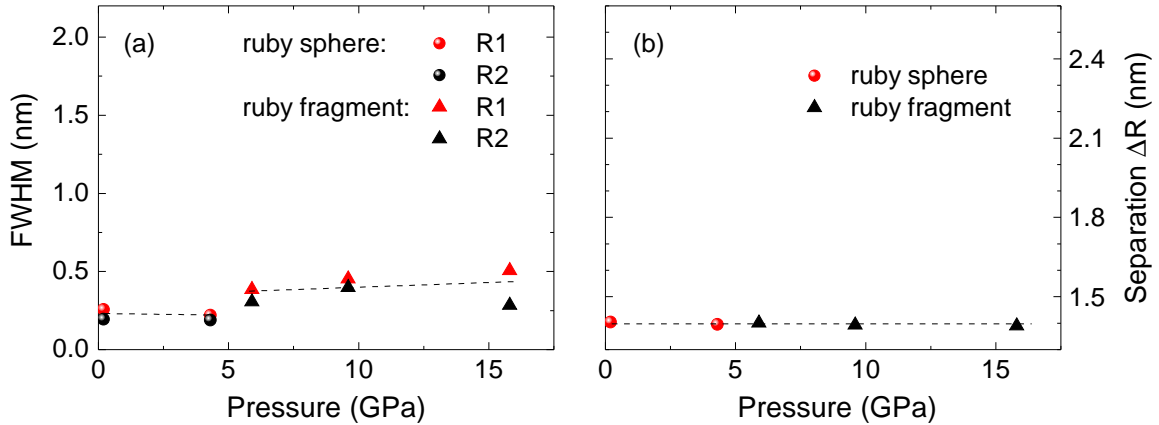 (a)
ruby sphere: R1
R2
ruby fragment: R1
R2
FWHM (nm)
2.0
1.5
1.0
0.5
0.0
0 5 10 15
Pressure (GPa)
(b)
ruby sphere
ruby fragment
2.4
2.1
1.8
1.5
Separation ΔR (nm)
0 5 10 15
Pressure (GPa)